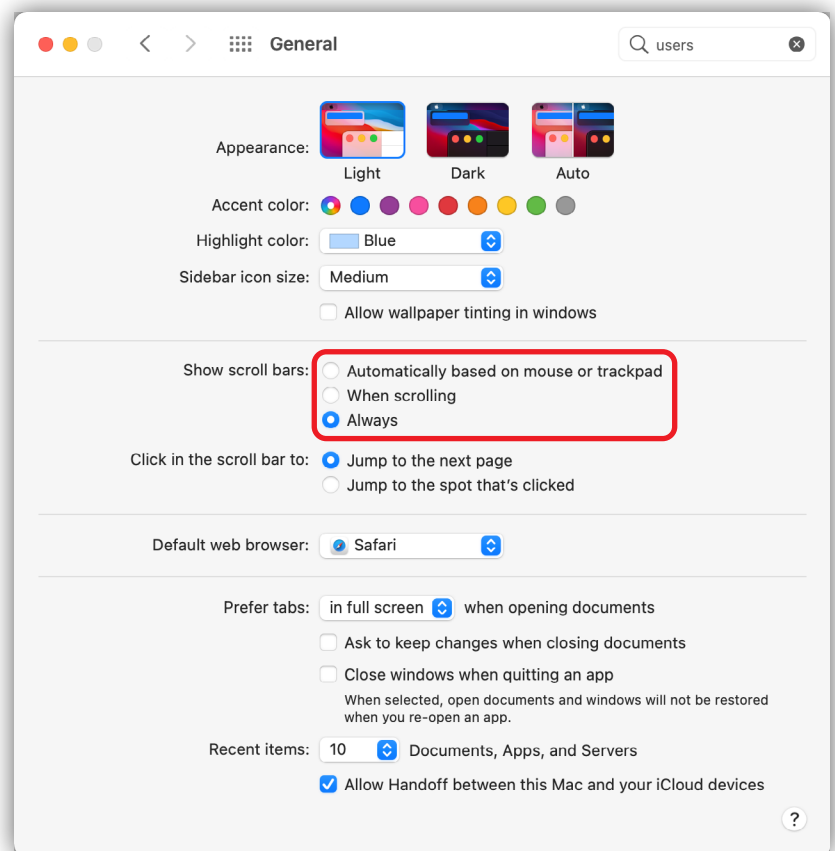 General
users
Appearance:
Light Dark Auto
Accent color:
Highlight color: Blue
Sidebar icon size: Medium
Allow wallpaper tinting in windows
Show scroll bars: Automatically based on mouse or trackpad
When scrolling
Always
Click in the scroll bar to: Jump to the next page
Jump to the spot that's clicked
Default web browser: Safari
Prefer tabs: in full screen when opening documents
Ask to keep changes when closing documents
Close windows when quitting an app
When selected, open documents and windows will not be restored
when you re-open an app.
Recent items: 10 Documents, Apps, and Servers
Allow Handoff between this Mac and your iCloud devices
?